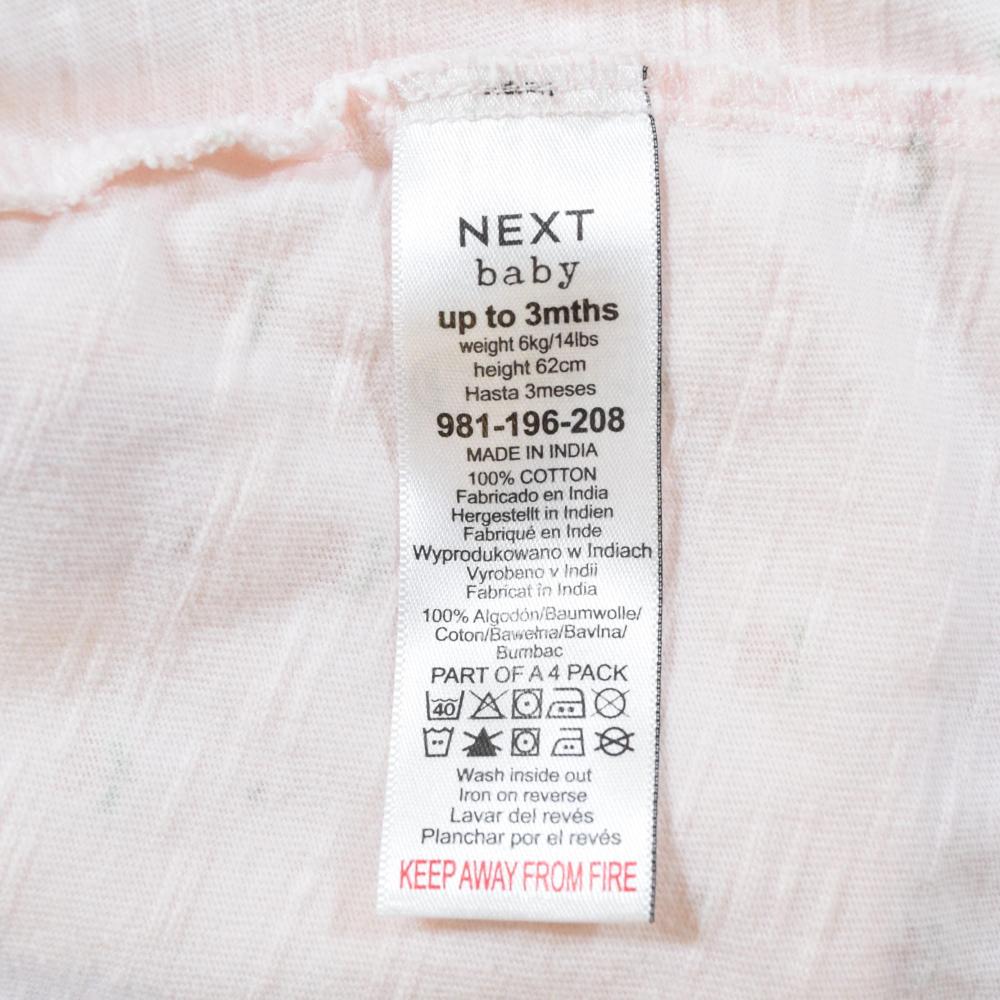 NEXT
baby
up to 3mths
weight 6kg/14lbs
height 62cm
Hasta 3meses
981-196-208
MADE IN INDIA
100% COTTON
Fabricado en India
Hergestellt in Indien
Fabriqué en Inde
Wyprodukowano w Indiach
Vyrobeno v Indii
Fabricat în India
100% Algodón/Baumwolle/
Coton/Bawełna/Bavlna/
Bumbac
PART OF A 4 PACK
40
Wash inside out
Iron on reverse
Lavar del revés
Planchar por el revés
KEEP AWAY FROM FIRE